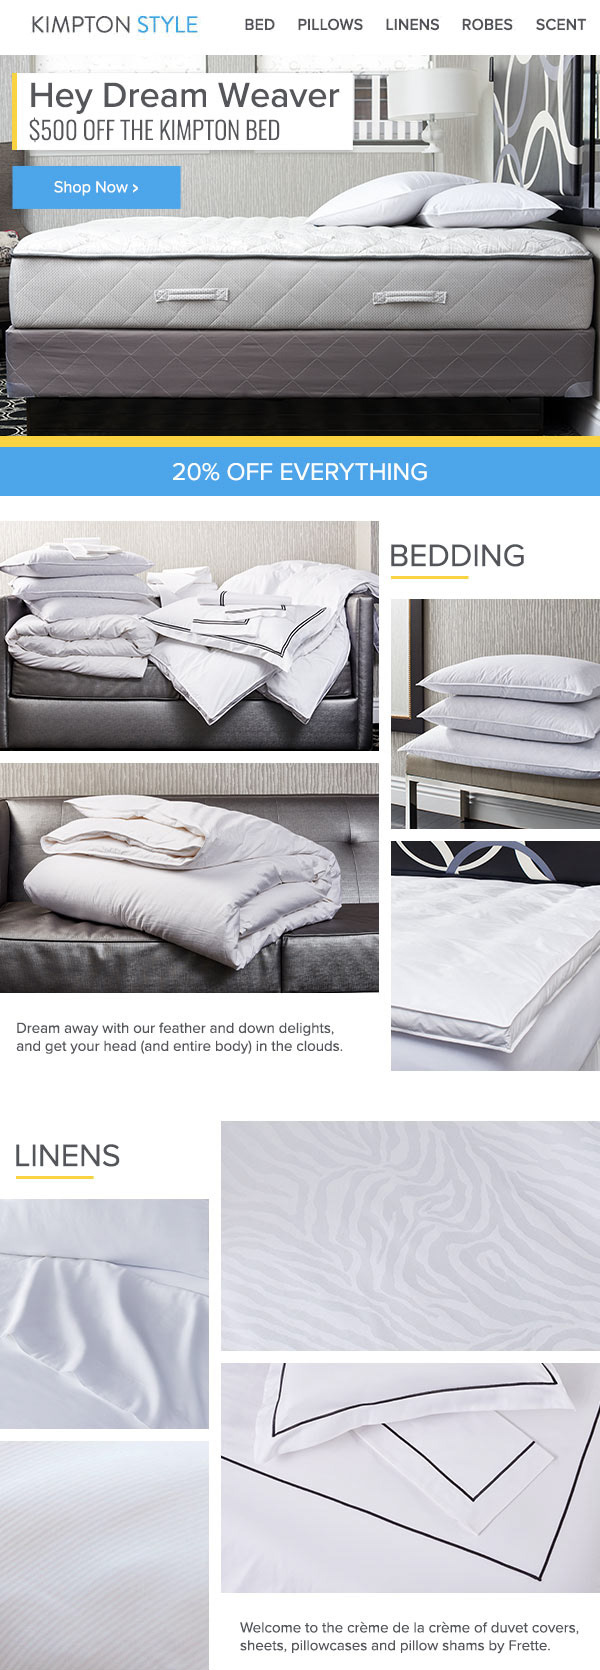 KIMPTON STYLE
BED PILLOWS LINENS ROBES SCENT
Hey Dream Weaver
$500 OFF THE KIMPTON BED
Shop Now >
20% OFF EVERYTHING
BEDDING
Dream away with our feather and down delights,
and get your head (and entire body) in the clouds.
LINENS
Welcome to the crème de la crème of duvet covers,
sheets, pillowcases and pillow shams by Frette.